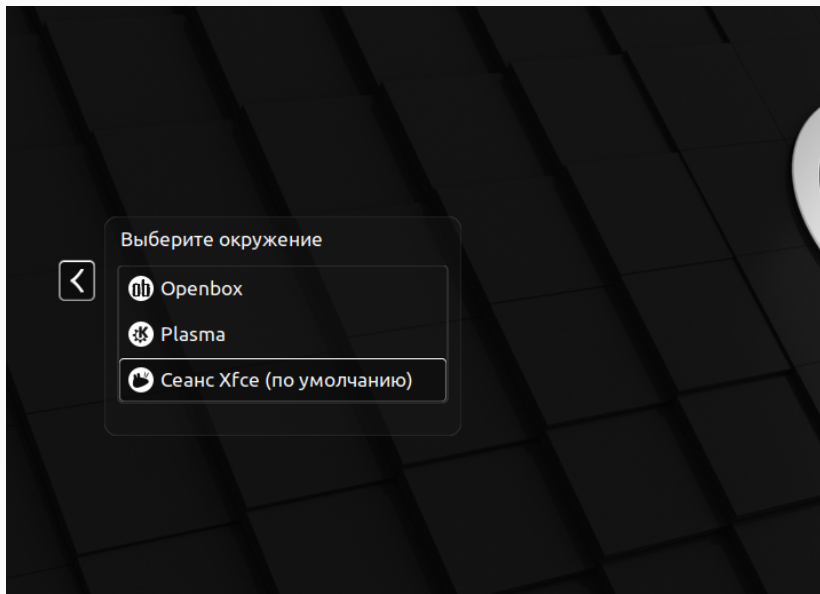 Выберите окружение
Openbox
Plasma
Сеанс Xfce (по умолчанию)